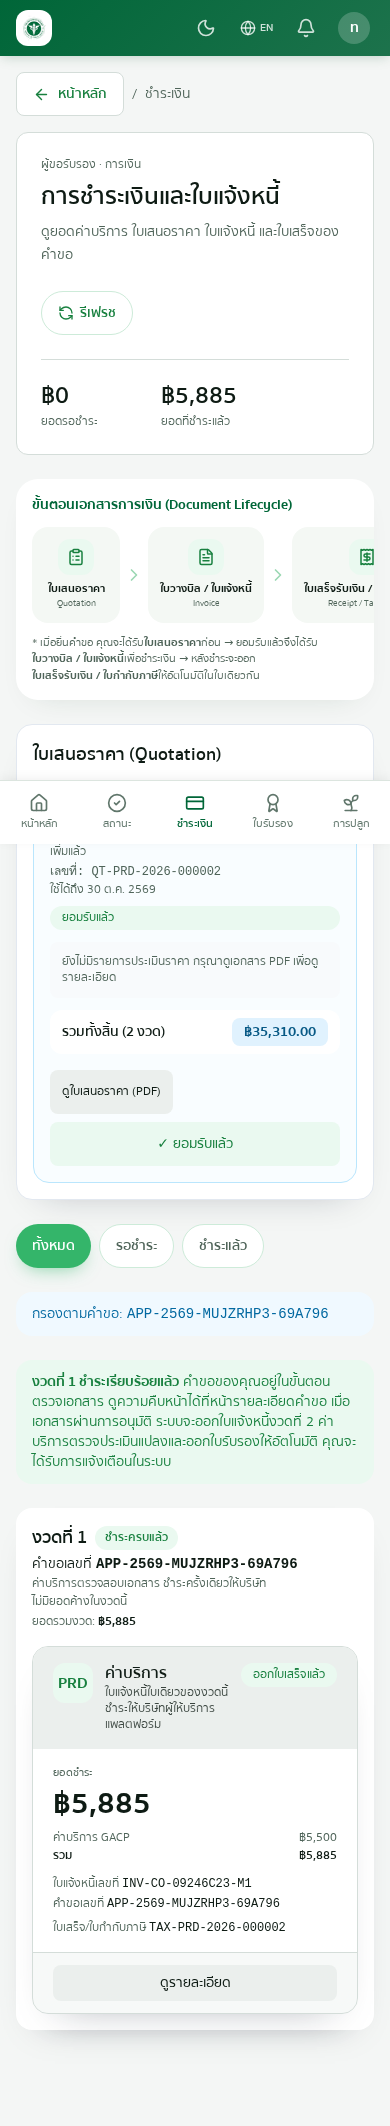 EN
ก
← หน้าหลัก / ชำระเงิน
ผู้ขอรับรอง · การเงิน
การชำระเงินและใบแจ้งหนี้
ดูยอดค่าบริการ ใบเสนอราคา ใบแจ้งหนี้ และใบเสร็จของ
คำขอ
รีเฟรช
฿0
ยอดรอชำระ
฿5,885
ยอดที่ชำระแล้ว
ขั้นตอนเอกสารการเงิน (Document Lifecycle)
ใบเสนอราคา
Quotation
ใบวางบิล / ใบแจ้งหนี้
Invoice
ใบเสร็จรับเงิน /
Receipt / Ta
* เมื่อยื่นคำขอ คุณจะได้รับใบเสนอราคาก่อน → ยอมรับแล้วจึงได้รับ
ใบวางบิล / ใบแจ้งหนี้เพื่อชำระเงิน → หลังชำระจะออก
ใบเสร็จรับเงิน / ใบกำกับภาษีให้อัตโนมัติในใบเดียวกัน
ใบเสนอราคา (Quotation)
หน้าหลัก
สถานะ
ชำระเงิน
ใบรับรอง
การปลูก
เพิ่มแล้ว
เลขที่: QT-PRD-2026-000002
ใช้ได้ถึง 30 ต.ค. 2569
ยอมรับแล้ว
ยังไม่มีรายการประเมินราคา กรุณาดูเอกสาร PDF เพื่อดู
รายละเอียด
รวมทั้งสิ้น (2 งวด)
฿35,310.00
ดูใบเสนอราคา (PDF)
✓ ยอมรับแล้ว
ทั้งหมด
รอชำระ
ชำระแล้ว
กรองตามคำขอ: APP-2569-MUJZRHP3-69A796
งวดที่ 1 ชำระเรียบร้อยแล้ว คำขอของคุณอยู่ในขั้นตอน
ตรวจเอกสาร ดูความคืบหน้าได้ที่หน้ารายละเอียดคำขอ เมื่อ
เอกสารผ่านการอนุมัติ ระบบจะออกใบแจ้งหนี้งวดที่ 2 ค่า
บริการตรวจประเมินแปลงและออกใบรับรองให้อัตโนมัติ คุณจะ
ได้รับการแจ้งเตือนในระบบ
งวดที่ 1 ชำระครบแล้ว
คำขอเลขที่ APP-2569-MUJZRHP3-69A796
ค่าบริการตรวจสอบเอกสาร ชำระครั้งเดียวให้บริษัท
ไม่มียอดค้างในงวดนี้
ยอดรวมงวด: ฿5,885
PRD
ค่าบริการ
ใบแจ้งหนี้ใบเดียวของงวดนี้
ชำระให้บริษัทผู้ให้บริการ
แพลตฟอร์ม
ออกใบเสร็จแล้ว
ยอดชำระ
฿5,885
ค่าบริการ GACP ฿5,500
รวม ฿5,885
ใบแจ้งหนี้เลขที่ INV-CO-09246C23-M1
คำขอเลขที่ APP-2569-MUJZRHP3-69A796
ใบเสร็จ/ใบกำกับภาษี TAX-PRD-2026-000002
ดูรายละเอียด